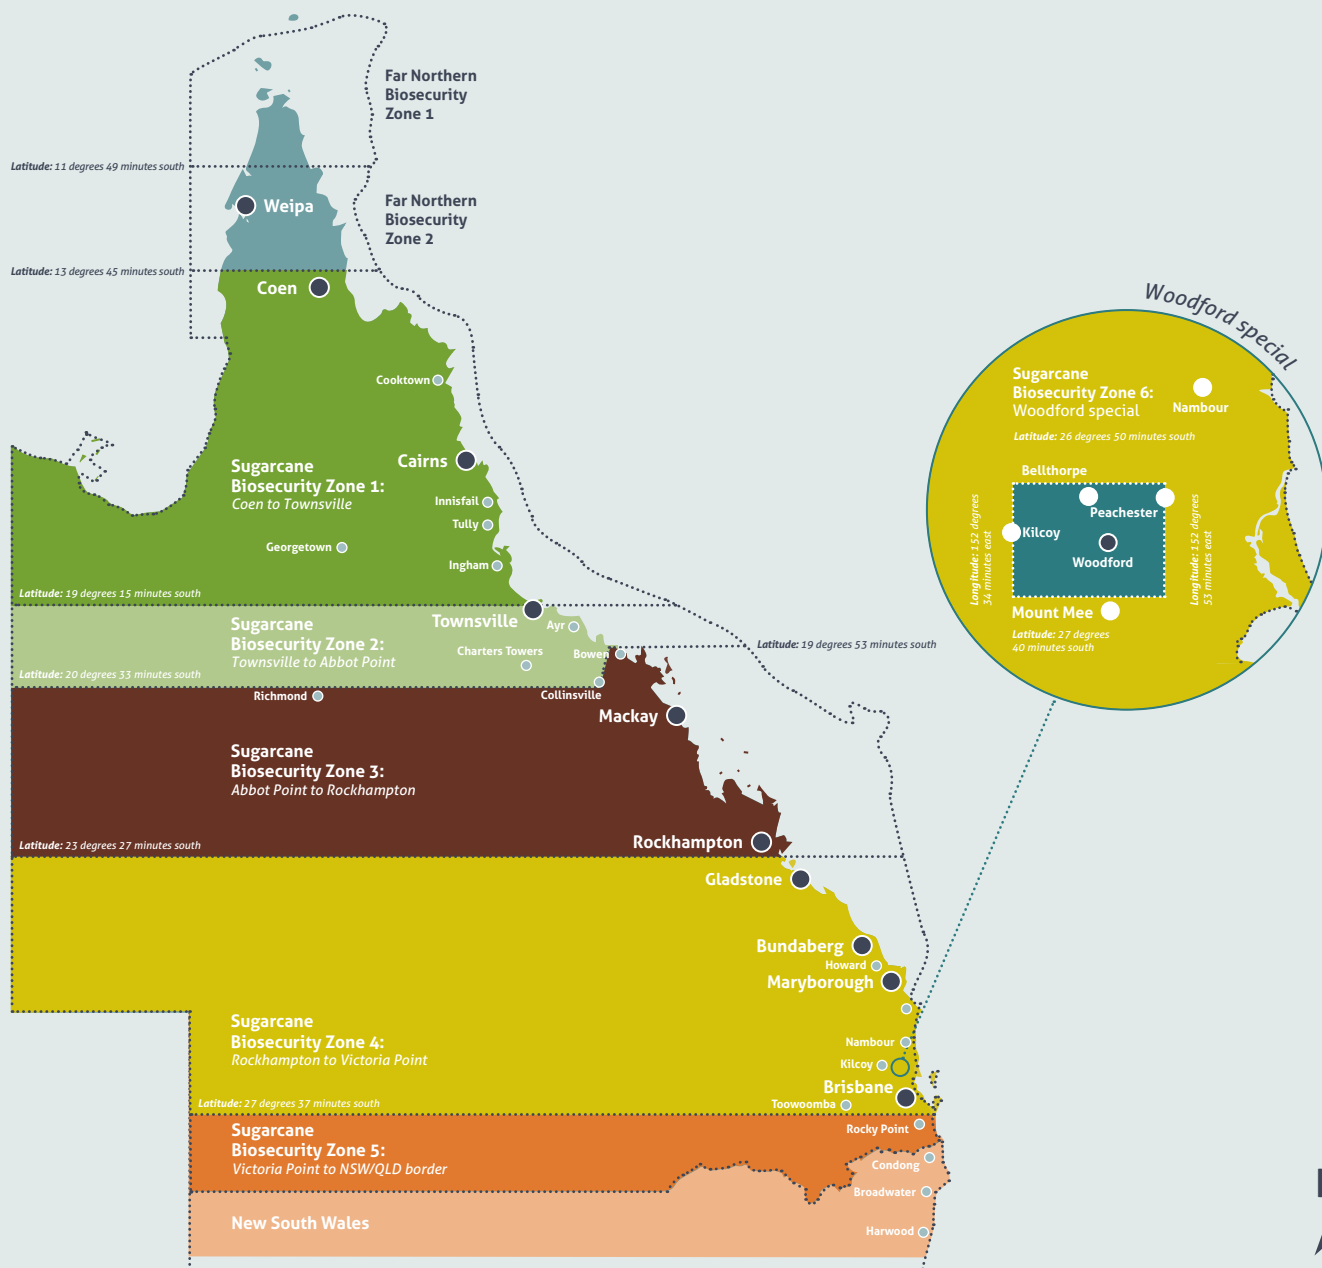 Far Northern
Biosecurity
Zone 1
Latitude: 11 degrees 49 minutes south
Far Northern
Biosecurity
Zone 2
Weipa
Latitude: 13 degrees 45 minutes south
Coen
Cooktown
Cairns
Sugarcane
Biosecurity Zone 1:
Coen to Townsville
Innisfail
Tully
Georgetown
Ingham
Latitude: 19 degrees 15 minutes south
Townsville
Sugarcane
Biosecurity Zone 2:
Townsville to Abbot Point
Ayr
Charters Towers
Bowen
Latitude: 19 degrees 53 minutes south
Latitude: 20 degrees 33 minutes south
Richmond
Collinsville
Mackay
Sugarcane
Biosecurity Zone 3:
Abbot Point to Rockhampton
Rockhampton
Latitude: 23 degrees 27 minutes south
Gladstone
Bundaberg
Howard
Maryborough
Sugarcane
Biosecurity Zone 4:
Rockhampton to Victoria Point
Nambour
Kilcoy
Brisbane
Toowoomba
Latitude: 27 degrees 37 minutes south
Sugarcane
Biosecurity Zone 5:
Victoria Point to NSW/QLD border
Rocky Point
Condong
Broadwater
New South Wales
Harwood
Woodford special
Sugarcane
Biosecurity Zone 6:
Woodford special
Nambour
Latitude: 26 degrees 50 minutes south
Bellthorpe
Peachester
Kilcoy
Woodford
Longitude: 152 degrees
34 minutes east
Longitude: 152 degrees
53 minutes east
Mount Mee
Latitude: 27 degrees
40 minutes south